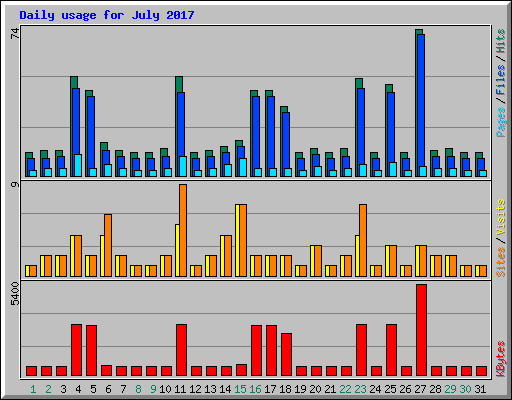 Daily usage for July 2017
74
Pages / Files / Hits
9
Sites / Visits
5400
KBytes
1 2 3 4 5 6 7 8 9 10 11 12 13 14 15 16 17 18 19 20 21 22 23 24 25 26 27 28 29 30 31